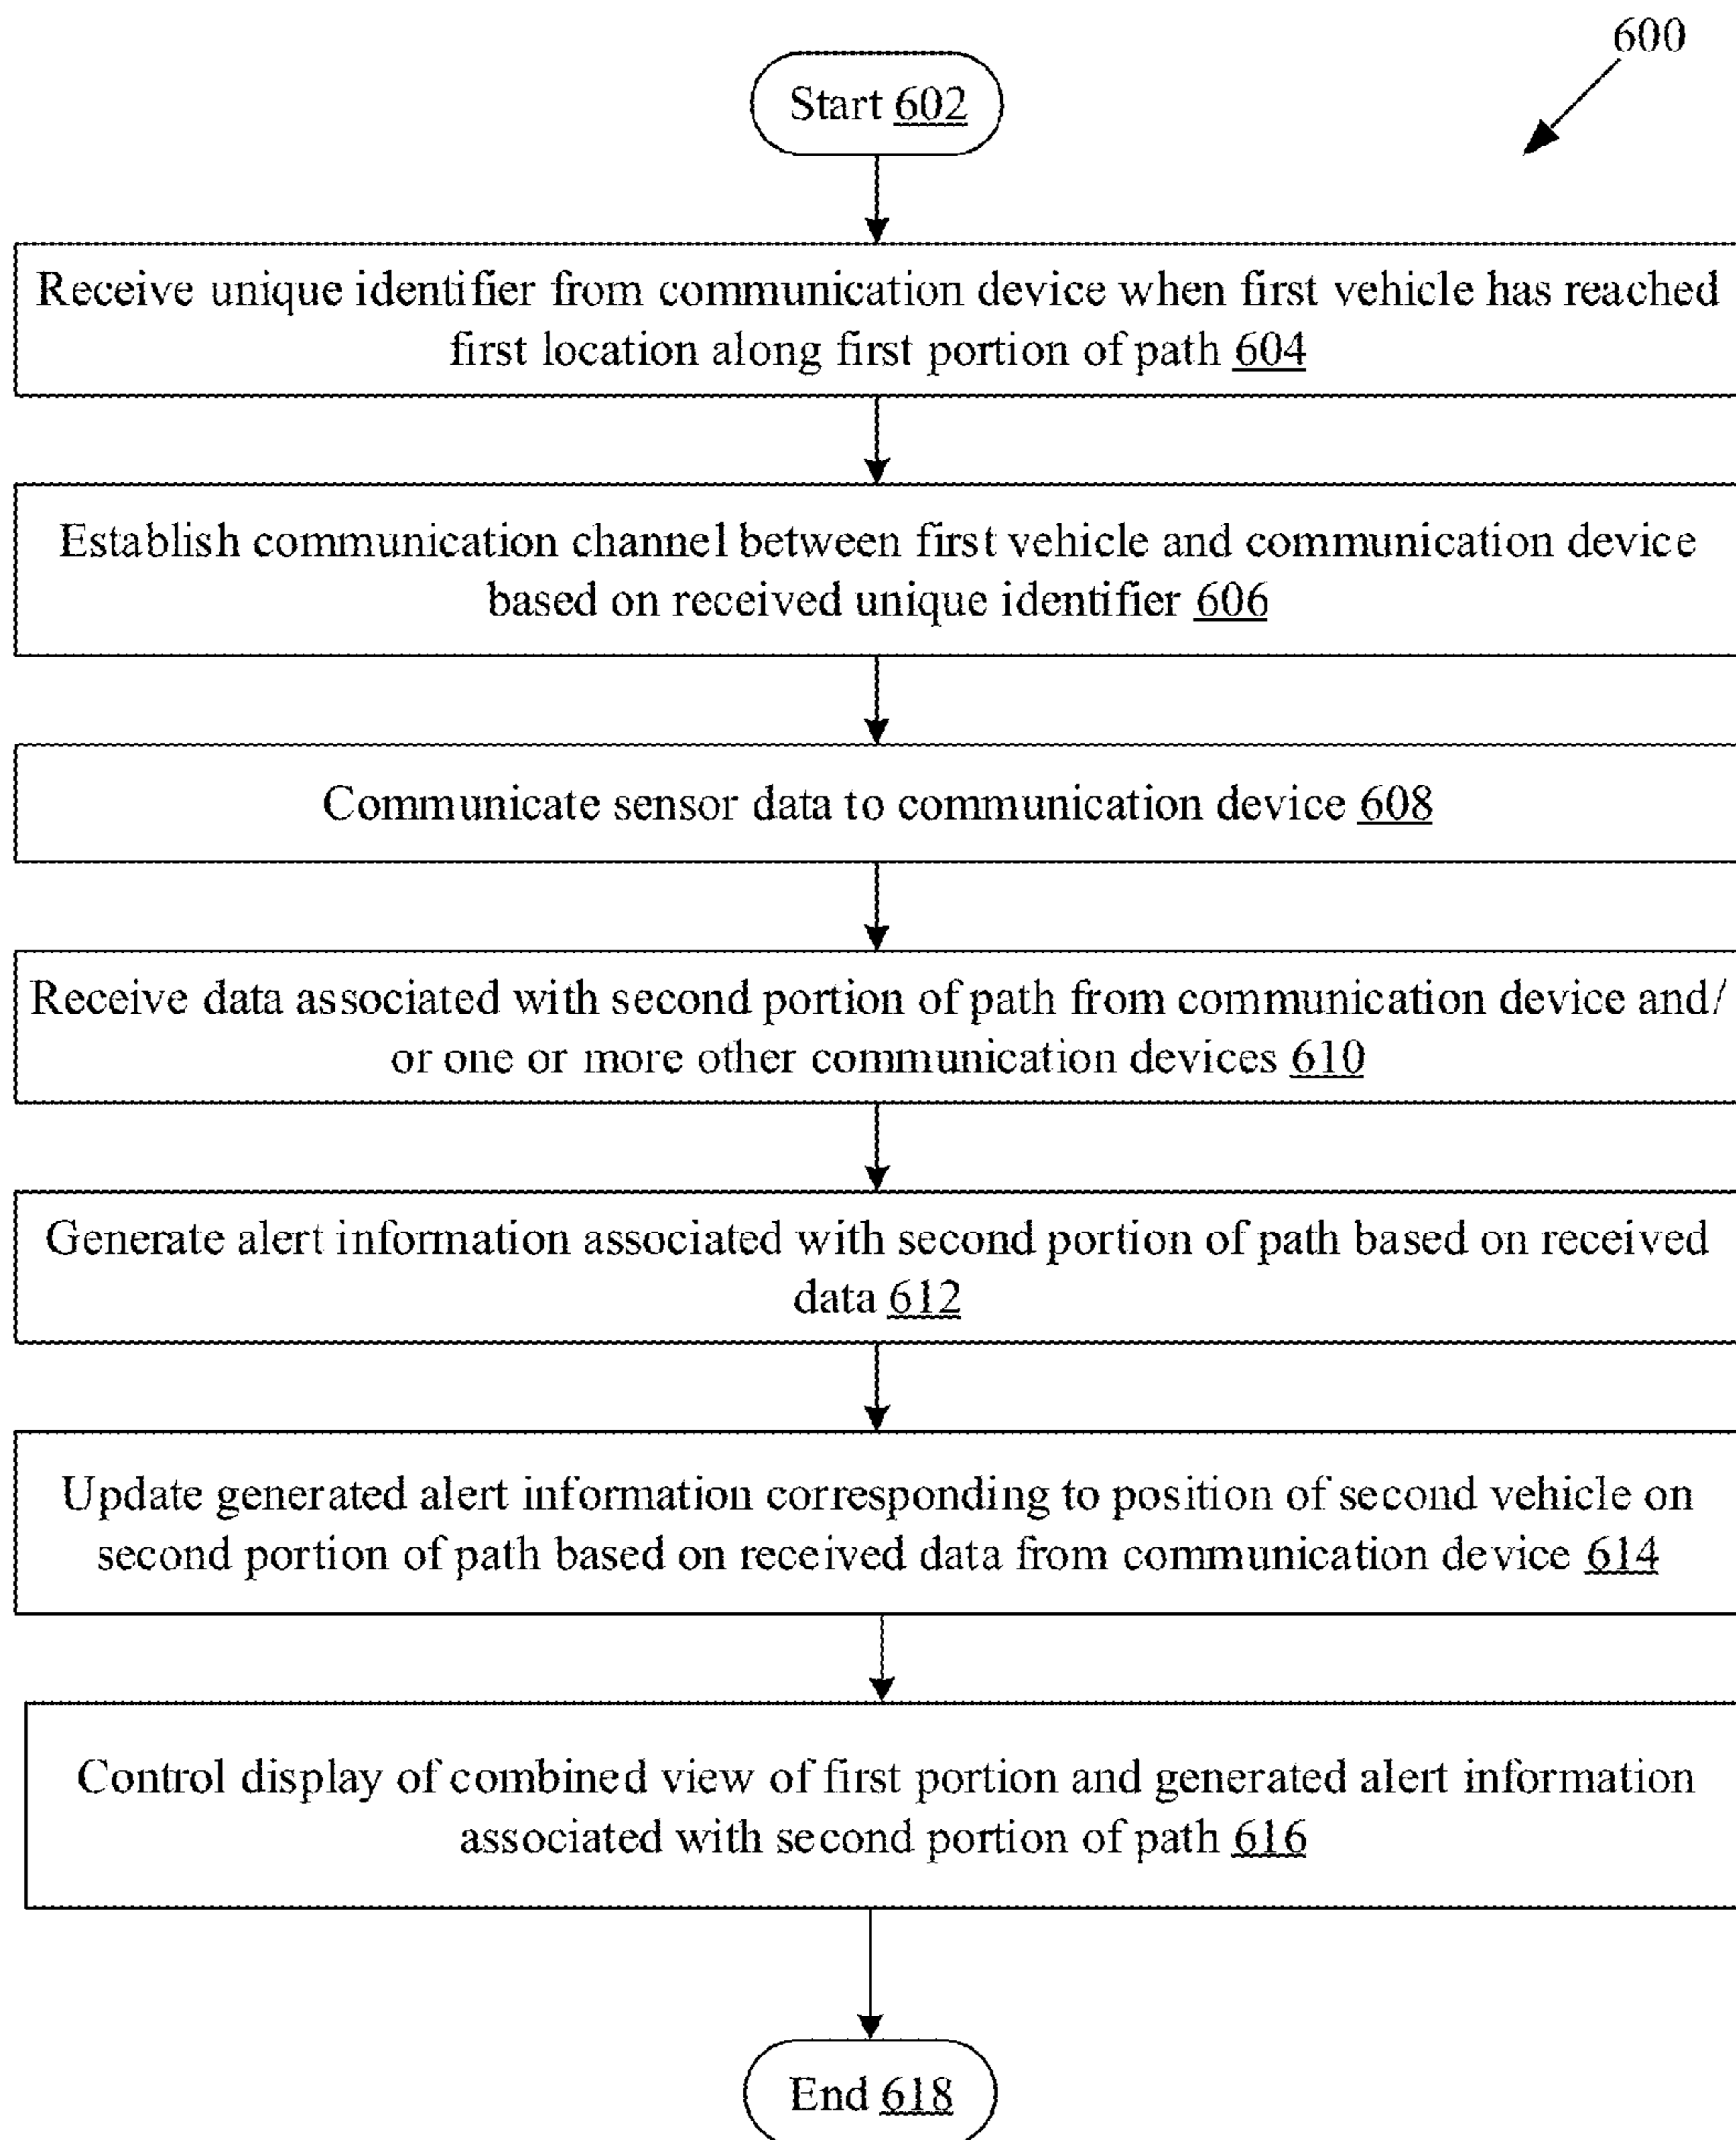 600
Start 602
Receive unique identifier from communication device when first vehicle has reached
first location along first portion of path 604
Establish communication channel between first vehicle and communication device
based on received unique identifier 606
Communicate sensor data to communication device 608
Receive data associated with second portion of path from communication device and/
or one or more other communication devices 610
Generate alert information associated with second portion of path based on received
data 612
Update generated alert information corresponding to position of second vehicle on
second portion of path based on received data from communication device 614
Control display of combined view of first portion and generated alert information
associated with second portion of path 616
End 618